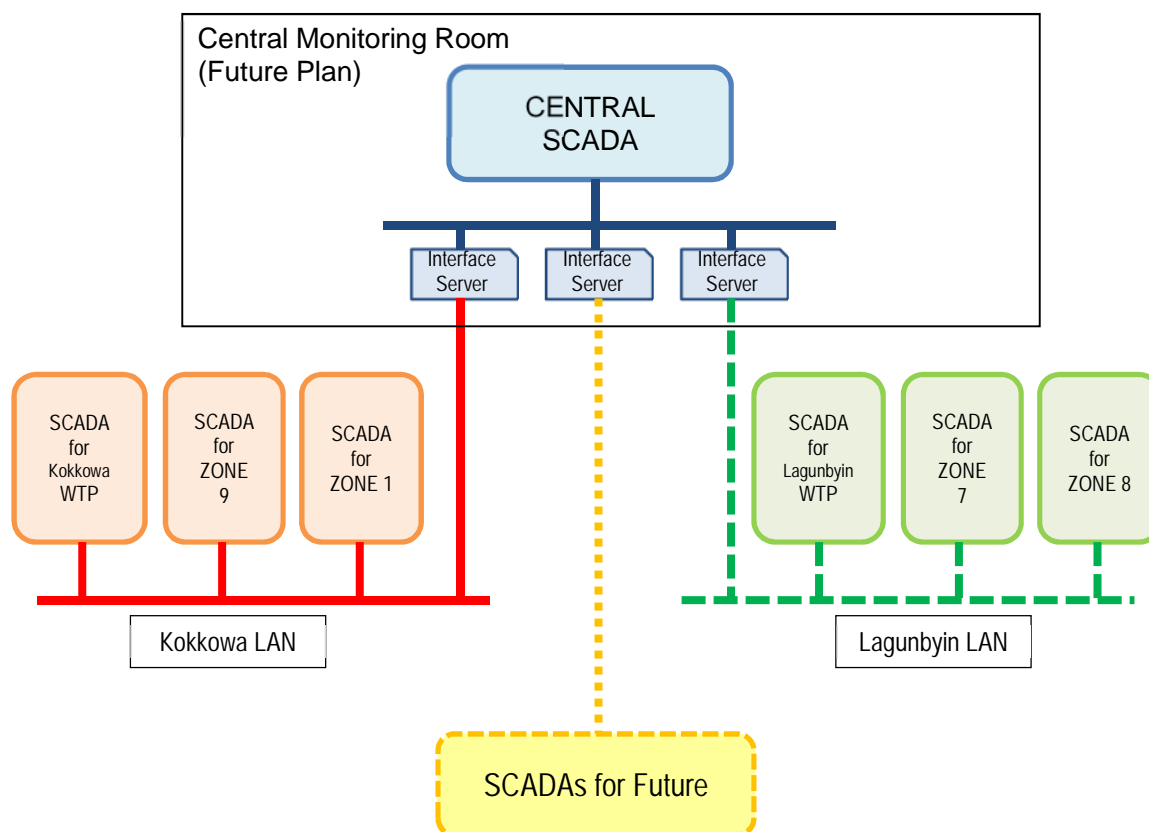 Central Monitoring Room
(Future Plan)
CENTRAL
SCADA
Interface
Server
Interface
Server
Interface
Server
SCADA
for
Kokkowa
WTP
SCADA
for
ZONE
9
SCADA
for
ZONE 1
SCADA
for
Lagunbyin
WTP
SCADA
for
ZONE
7
SCADA
for
ZONE 8
Kokkowa LAN
Lagunbyin LAN
SCADAs for Future